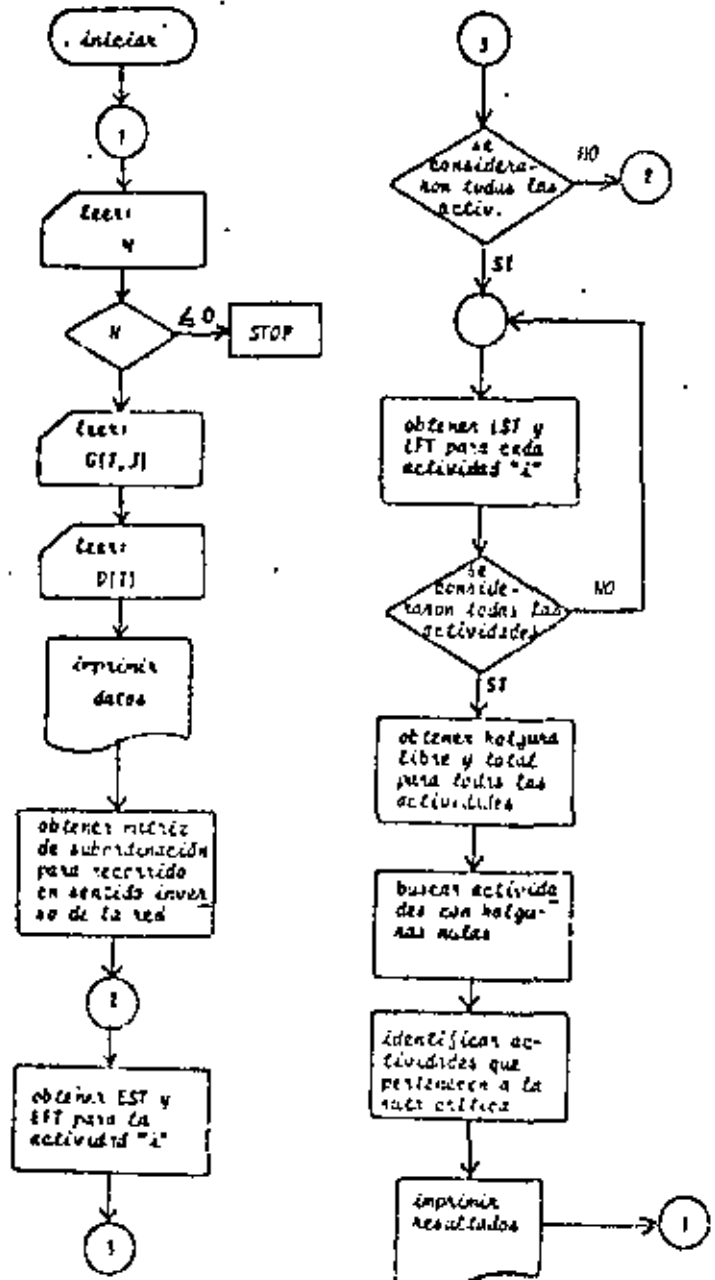 iniciar
1
leer:
N
N
≤ 0
STOP
leer:
G(I,J)
leer:
D(I)
imprimir
datos
obtener matriz
de subordinación
para recorrido
en sentido inver
so de la red
2
obtener EST y
EFT para la
actividad "i"
3
3
se
considera-
ron todas las
activ.
NO
2
SI
obtener LST y
LFT para cada
actividad "i"
se
conside-
raron todas las
actividades
NO
SI
obtener holgura
libre y total
para todas las
actividades
buscar activida
des con holgu-
ras nulas
identificar ac-
tividades que
pertenecen a la
ruta crítica
imprimir
resultados
1